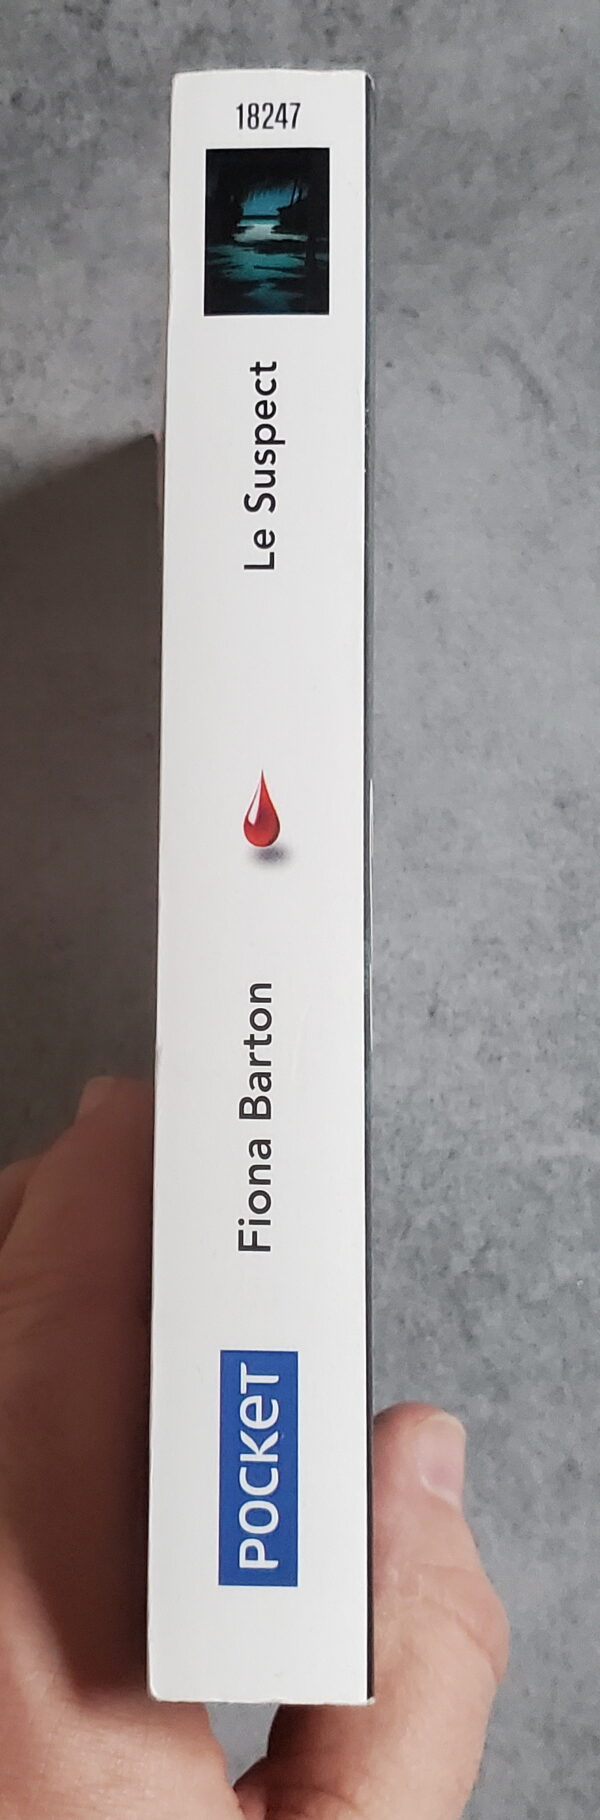 18247
Le Suspect
Fiona Barton
POCKET